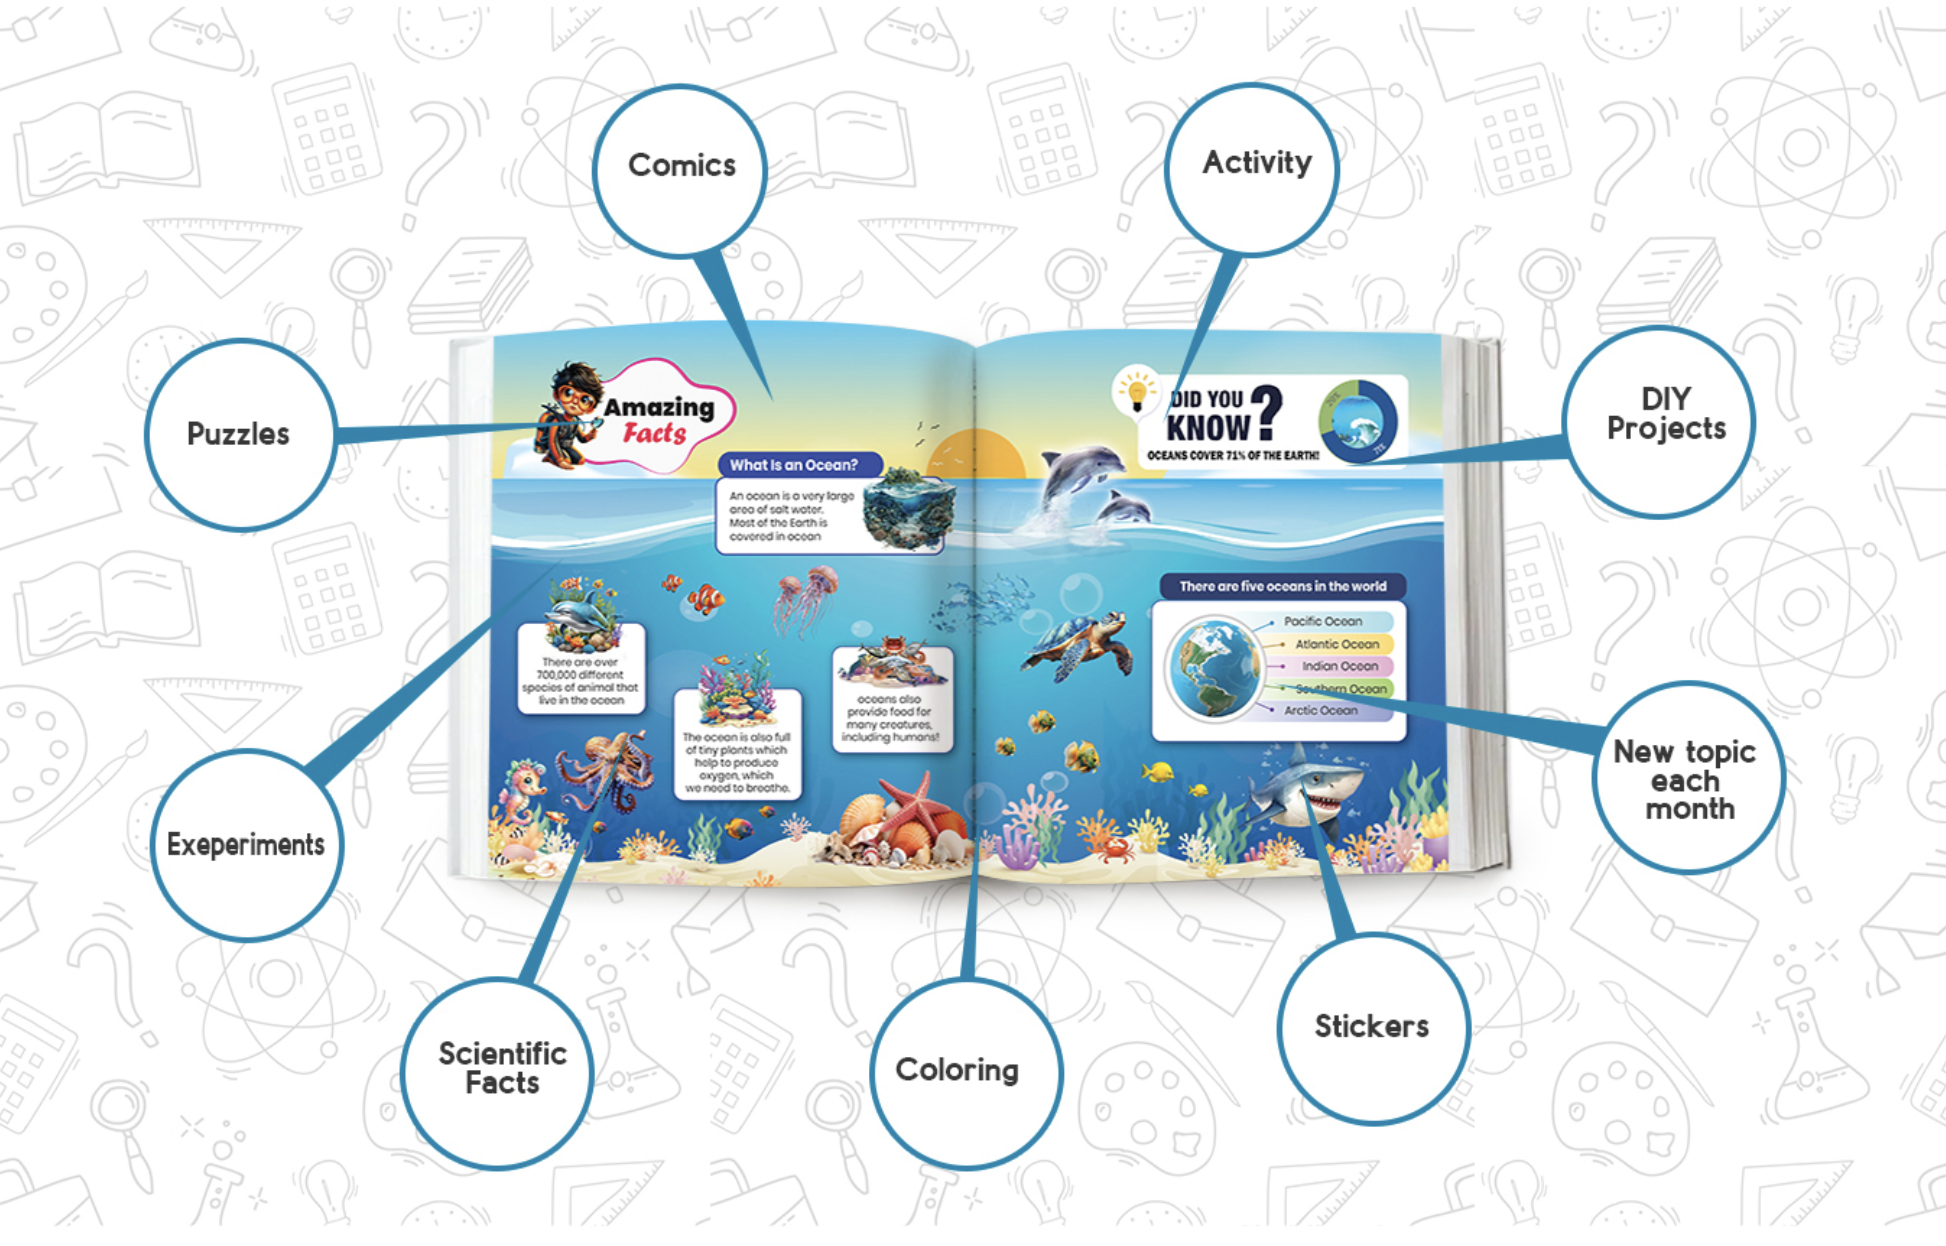 Comics
Activity
Puzzles
DIY
Projects
Amazing
Facts
DID YOU
KNOW?
OCEANS COVER 71% OF THE EARTH!
29%
71%
What Is an Ocean?
An ocean is a very large
area of salt water.
Most of the Earth is
covered in ocean
There are five oceans in the world
Pacific Ocean
Atlantic Ocean
Indian Ocean
Southern Ocean
Arctic Ocean
There are over
700,000 different
species of animal that
live in the ocean
The ocean is also full
of tiny plants which
help to produce
oxygen, which
we need to breathe.
oceans also
provide food for
many creatures,
including humans!
New topic
each
month
Exeperiments
Scientific
Facts
Coloring
Stickers